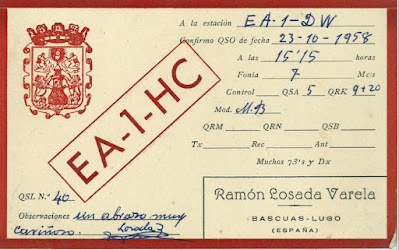 A la estación EA-1-DW
Confirmo QSO de fecha 23-10-1958
A las 15'15 horas
Fonía 7 Mc/s
Control QSA 5 QRK 9+20
Mod. M.B
QRM QRN QSB
Tx Rec Ant
Muchos 73's y Dx
EA-1-HC
QSL N.º 40
Observaciones un abrazo muy
cariñoso. Losada
Ramón Losada Varela
BASCUAS-LUGO
(ESPAÑA)